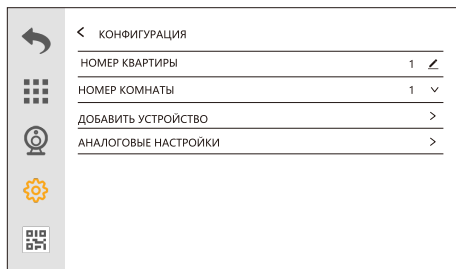 КОНФИГУРАЦИЯ
НОМЕР КВАРТИРЫ 1
НОМЕР КОМНАТЫ 1
ДОБАВИТЬ УСТРОЙСТВО
АНАЛОГОВЫЕ НАСТРОЙКИ